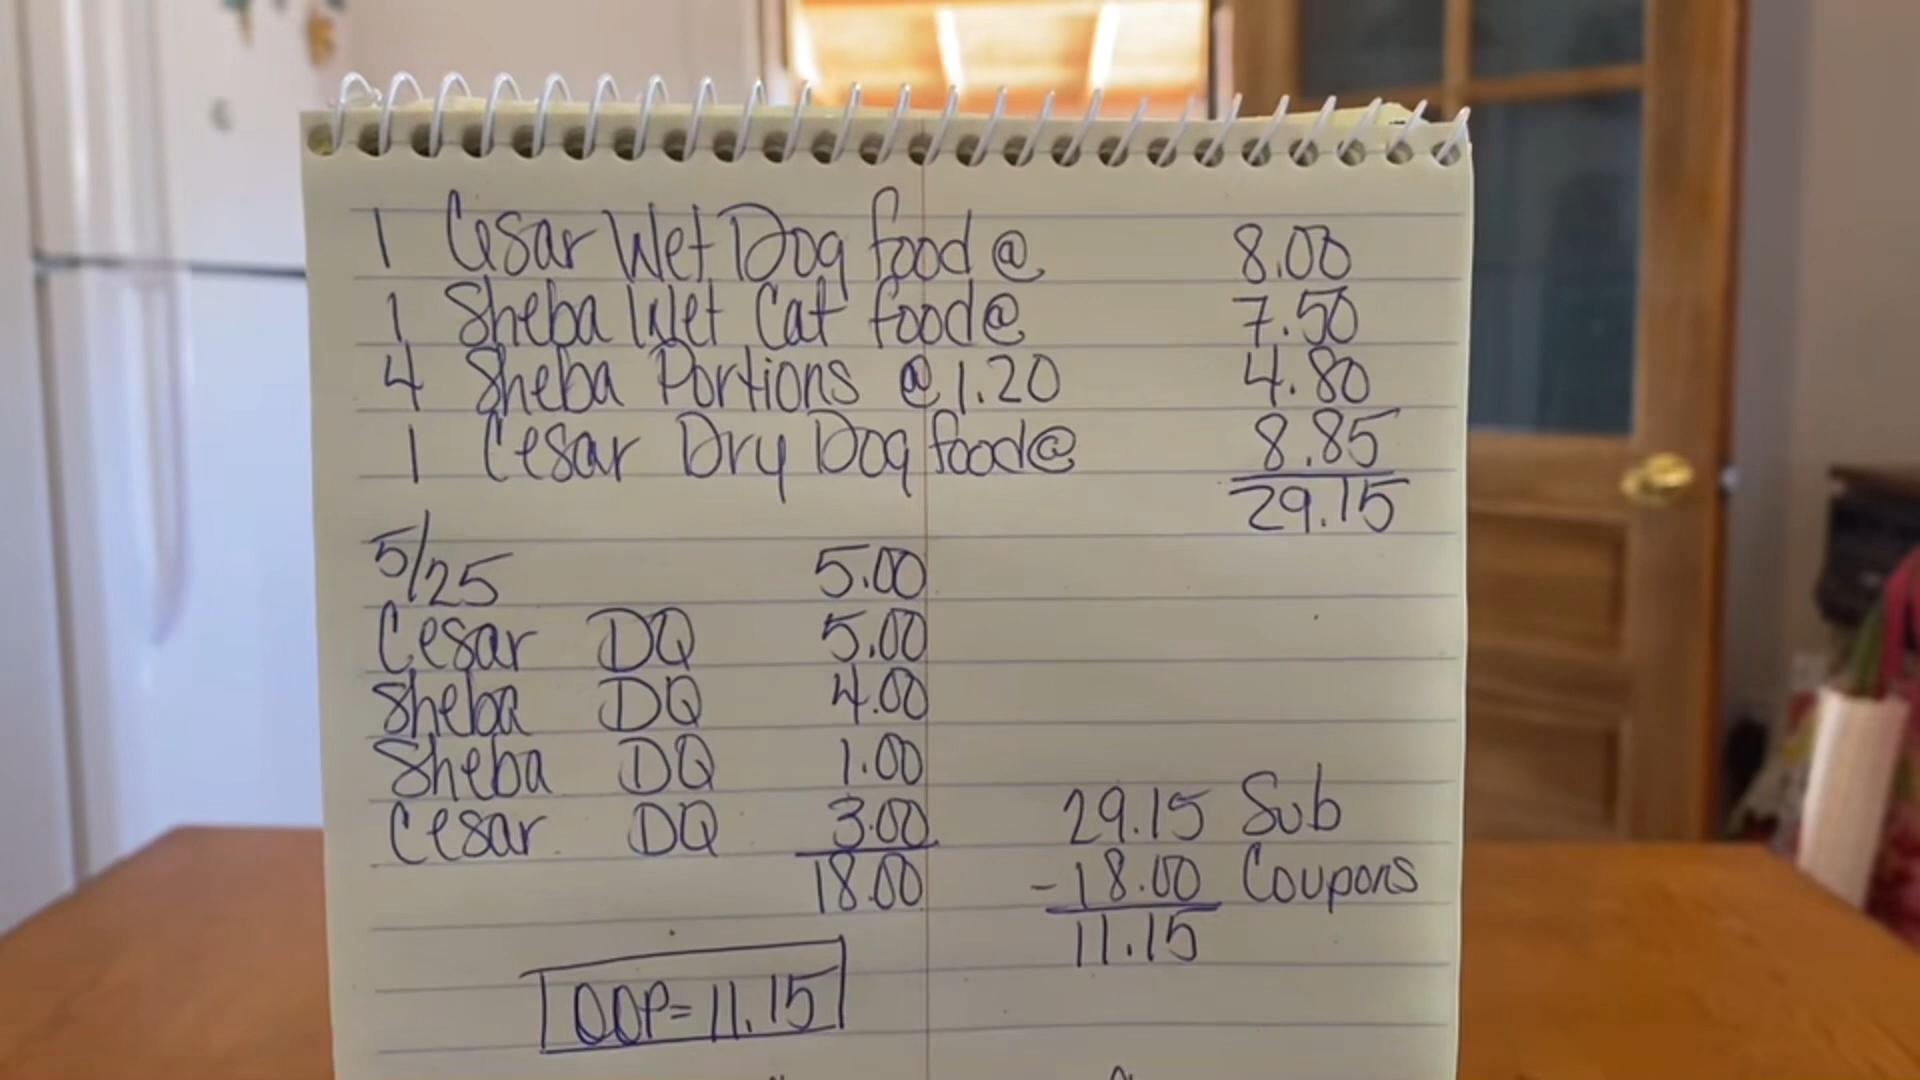 1 Cesar Wet Dog food @ 8.00
1 Sheba Wet Cat food @ 7.50
4 Sheba Portions @ 1.20 4.80
1 Cesar Dry Dog food @ 8.85
29.15
5/25 5.00
Cesar DQ 5.00
Sheba DQ 4.00
Sheba DQ 1.00
Cesar DQ 3.00
18.00
29.15 Sub
-18.00 Coupons
11.15
OOP=11.15